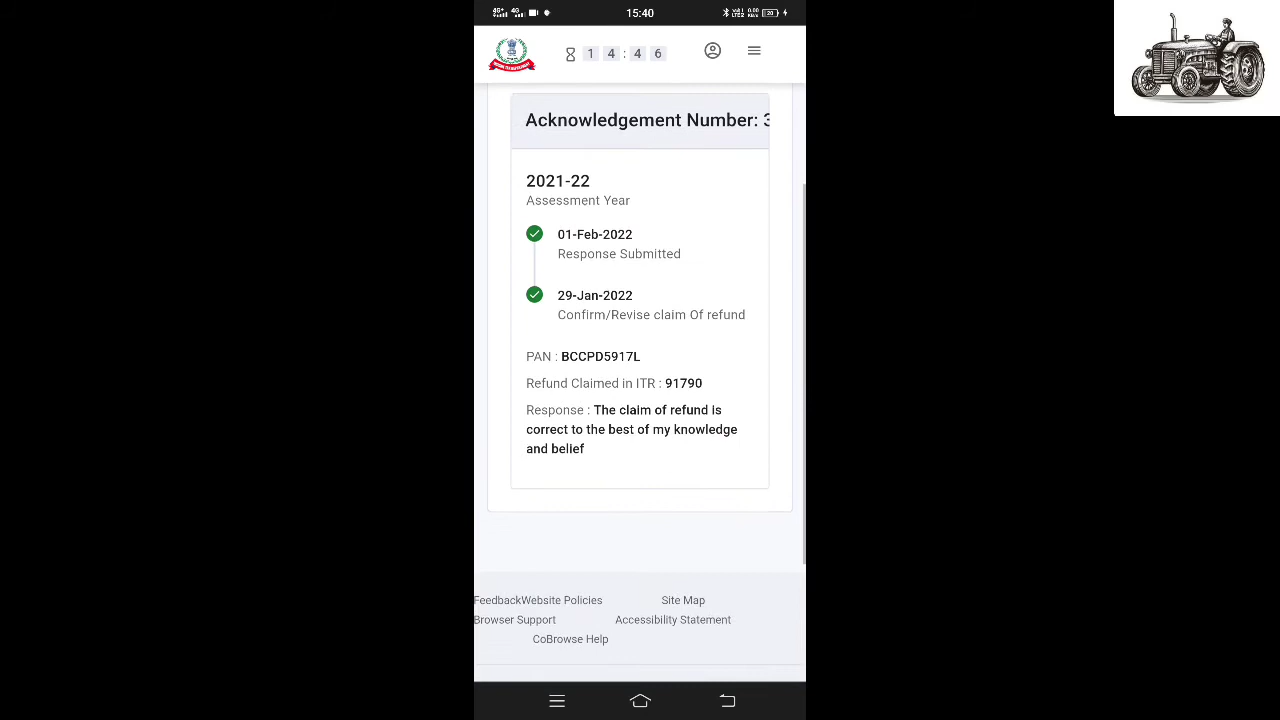 15:40
1 4 : 4 6
Acknowledgement Number: 3
2021-22
Assessment Year
01-Feb-2022
Response Submitted
29-Jan-2022
Confirm/Revise claim Of refund
PAN : BCCPD5917L
Refund Claimed in ITR : 91790
Response : The claim of refund is
correct to the best of my knowledge
and belief
Feedback Website Policies Site Map
Browser Support Accessibility Statement
CoBrowse Help